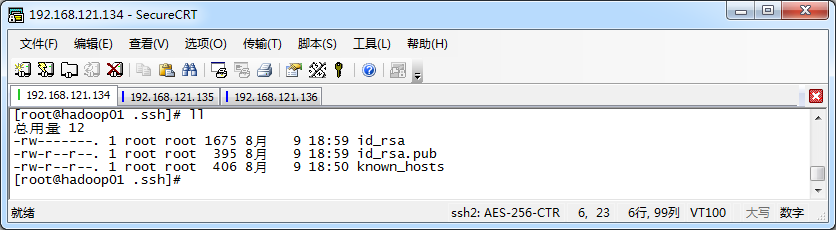 192.168.121.134 - SecureCRT
文件(F) 编辑(E) 查看(V) 选项(O) 传输(T) 脚本(S) 工具(L) 帮助(H)
192.168.121.134 192.168.121.135 192.168.121.136
[root@hadoop01 .ssh]# ll
总用量 12
-rw-------. 1 root root 1675 8月   9 18:59 id_rsa
-rw-r--r--. 1 root root  395 8月   9 18:59 id_rsa.pub
-rw-r--r--. 1 root root  406 8月   9 18:50 known_hosts
[root@hadoop01 .ssh]#
就绪 ssh2: AES-256-CTR 6, 23 6行, 99列 VT100 大写 数字